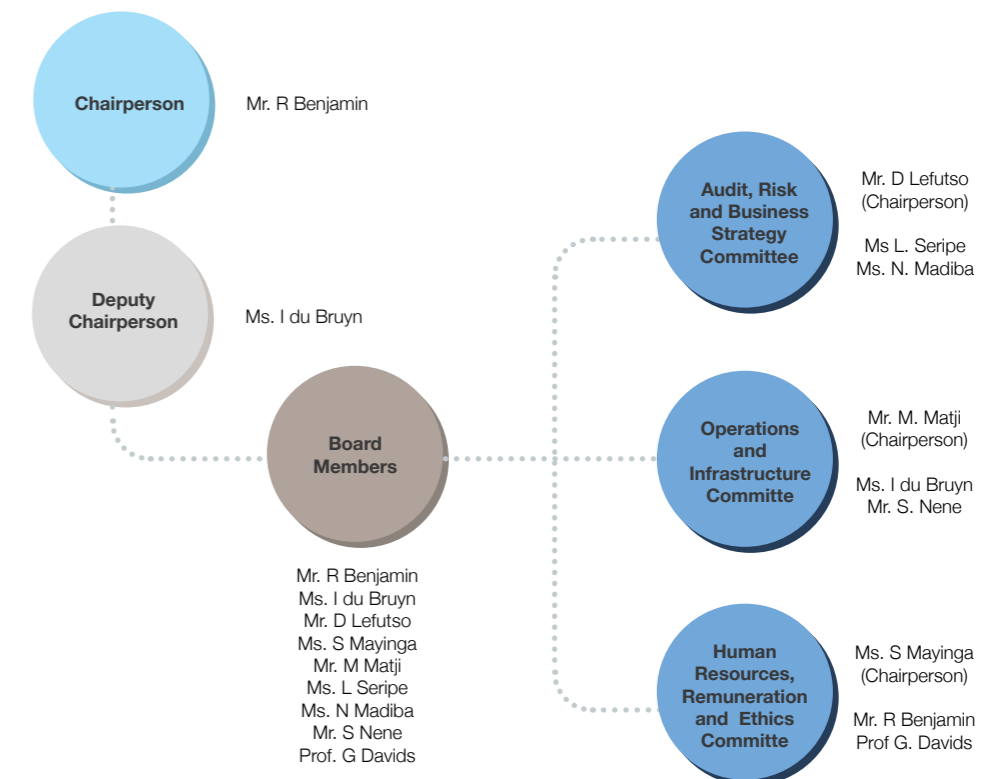 Chairperson
Mr. R Benjamin
Deputy
Chairperson
Ms. I du Bruyn
Board
Members
Mr. R Benjamin
Ms. I du Bruyn
Mr. D Lefutso
Ms. S Mayinga
Mr. M Matji
Ms. L Seripe
Ms. N Madiba
Mr. S Nene
Prof. G Davids
Audit, Risk
and Business
Strategy
Committee
Mr. D Lefutso
(Chairperson)
Ms L. Seripe
Ms. N. Madiba
Operations
and
Infrastructure
Committe
Mr. M. Matji
(Chairperson)
Ms. I du Bruyn
Mr. S. Nene
Human
Resources,
Remuneration
and Ethics
Committe
Ms. S Mayinga
(Chairperson)
Mr. R Benjamin
Prof G. Davids